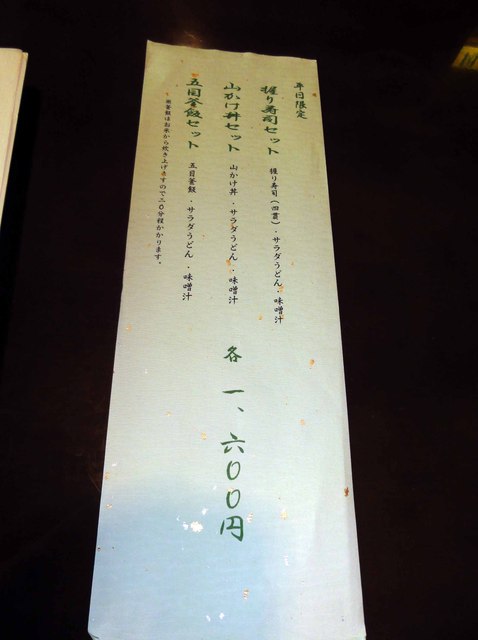 平日限定
握り寿司セット 握り寿司(四貫)・サラダうどん・味噌汁
山かけ丼セット 山かけ丼・サラダうどん・味噌汁
五目釜飯セット 五目釜飯・サラダうどん・味噌汁
※釜飯はお米から炊き上げますので二〇分程かかります。
各 一、六〇〇円